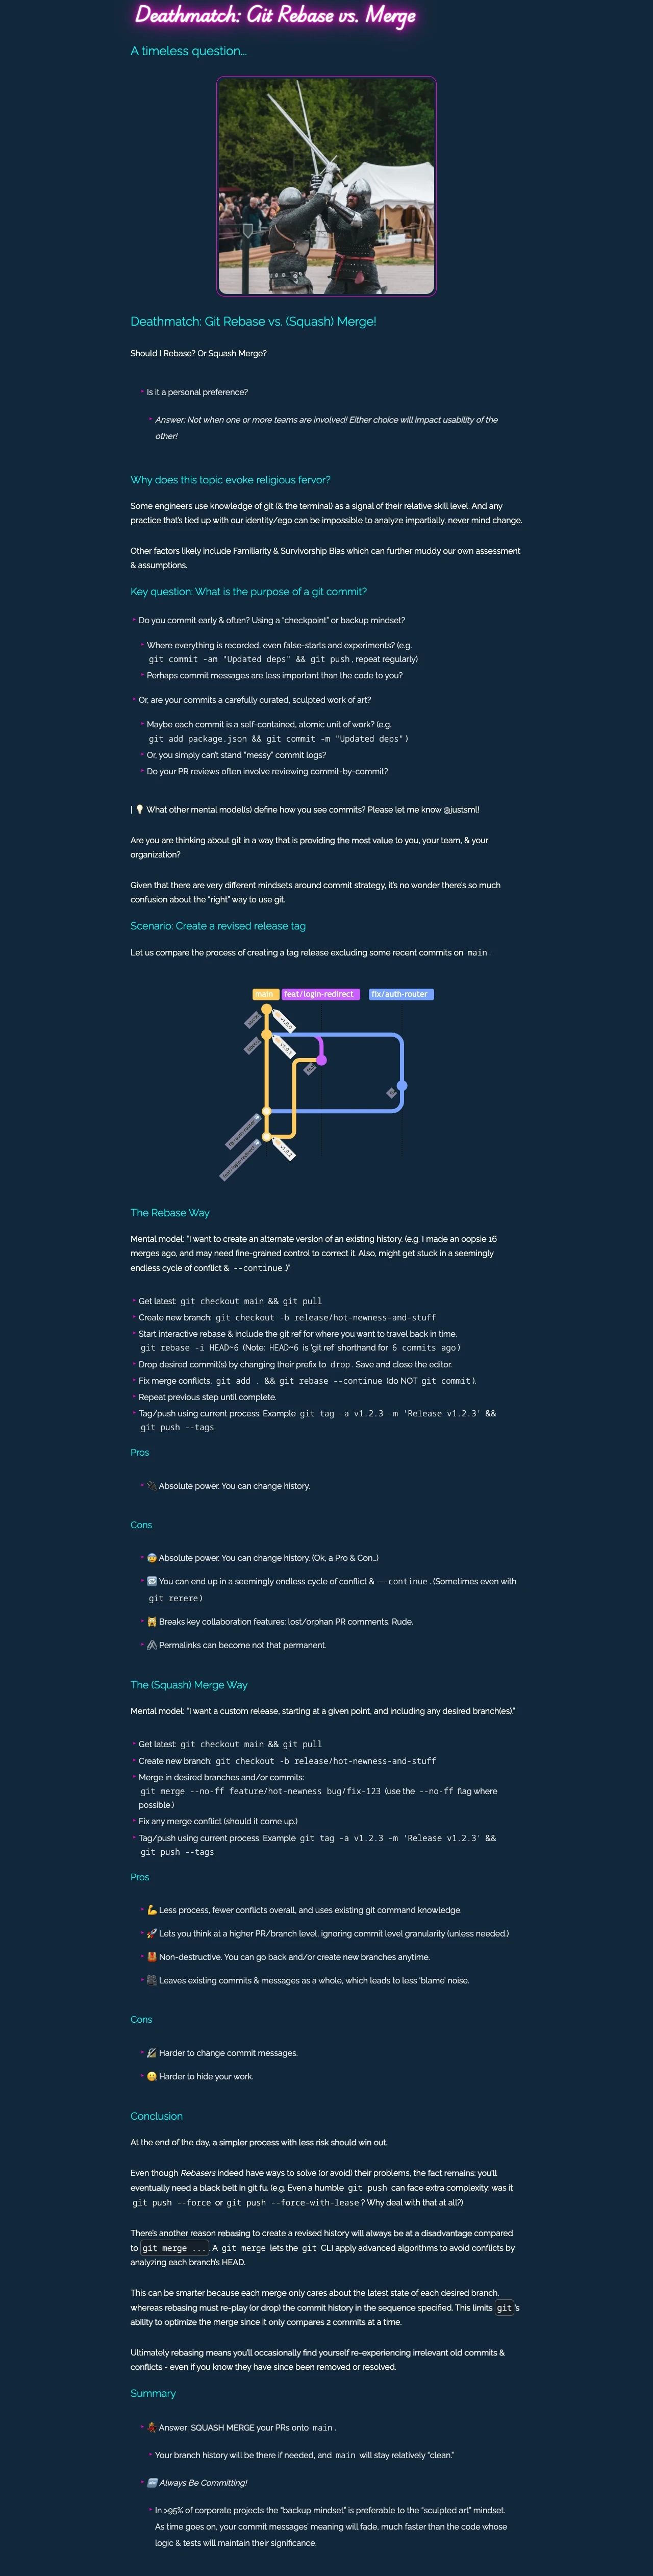 Deathmatch: Git Rebase vs. Merge
A timeless question...
Deathmatch: Git Rebase vs. (Squash) Merge!
Should I Rebase? Or Squash Merge?
Is it a personal preference?
Answer: Not when one or more teams are involved! Either choice will impact usability of the
other!
Why does this topic evoke religious fervor?
Some engineers use knowledge of git (& the terminal) as a signal of their relative skill level. And any
practice that's tied up with our identity/ego can be impossible to analyze impartially, never mind change.
Other factors likely include Familiarity & Survivorship Bias which can further muddy our own assessment
& assumptions.
Key question: What is the purpose of a git commit?
Do you commit early & often? Using a "checkpoint" or backup mindset?
Where everything is recorded, even false-starts and experiments? (e.g.
git commit -am "Updated deps" && git push, repeat regularly)
Perhaps commit messages are less important than the code to you?
Or, are your commits a carefully curated, sculpted work of art?
Maybe each commit is a self-contained, atomic unit of work? (e.g.
git add package.json && git commit -m "Updated deps")
Or, you simply can't stand "messy" commit logs?
Do your PR reviews often involve reviewing commit-by-commit?
| 💡 What other mental model(s) define how you see commits? Please let me know @justsml!
Are you are thinking about git in a way that is providing the most value to you, your team, & your
organization?
Given that there are very different mindsets around commit strategy, it's no wonder there's so much
confusion about the "right" way to use git.
Scenario: Create a revised release tag
Let us compare the process of creating a tag release excluding some recent commits on main.
main feat/login-redirect fix/auth-router
v1.0.0
The Rebase Way
Mental model: "I want to create an alternate version of an existing history. (e.g. I made an oopsie 16
merges ago, and may need fine-grained control to correct it. Also, might get stuck in a seemingly
endless cycle of conflict & --continue.)"
Get latest: git checkout main && git pull
Create new branch: git checkout -b release/hot-newness-and-stuff
Start interactive rebase & include the git ref for where you want to travel back in time.
git rebase -i HEAD~6 (Note: HEAD~6 is 'git ref' shorthand for 6 commits ago)
Drop desired commit(s) by changing their prefix to drop. Save and close the editor.
Fix merge conflicts, git add . && git rebase --continue (do NOT git commit).
Repeat previous step until complete.
Tag/push using current process. Example git tag -a v1.2.3 -m 'Release v1.2.3' &&
git push --tags
Pros
🔌 Absolute power. You can change history.
Cons
😰 Absolute power. You can change history. (Ok, a Pro & Con…)
🔁 You can end up in a seemingly endless cycle of conflict & —-continue. (Sometimes even with
git rerere)
🙀 Breaks key collaboration features: lost/orphan PR comments. Rude.
🖇 Permalinks can become not that permanent.
The (Squash) Merge Way
Mental model: "I want a custom release, starting at a given point, and including any desired branch(es)."
Get latest: git checkout main && git pull
Create new branch: git checkout -b release/hot-newness-and-stuff
Merge in desired branches and/or commits:
git merge --no-ff feature/hot-newness bug/fix-123 (use the --no-ff flag where
possible.)
Fix any merge conflict (should it come up.)
Tag/push using current process. Example git tag -a v1.2.3 -m 'Release v1.2.3' &&
git push --tags
Pros
💪 Less process, fewer conflicts overall, and uses existing git command knowledge.
🚀 Lets you think at a higher PR/branch level, ignoring commit level granularity (unless needed.)
Non-destructive. You can go back and/or create new branches anytime.
Leaves existing commits & messages as a whole, which leads to less 'blame' noise.
Cons
Harder to change commit messages.
Harder to hide your work.
Conclusion
At the end of the day, a simpler process with less risk should win out.
Even though Rebasers indeed have ways to solve (or avoid) their problems, the fact remains: you'll
eventually need a black belt in git fu. (e.g. Even a humble git push can face extra complexity: was it
git push --force or git push --force-with-lease? Why deal with that at all?)
There's another reason rebasing to create a revised history will always be at a disadvantage compared
to git merge .... A git merge lets the git CLI apply advanced algorithms to avoid conflicts by
analyzing each branch's HEAD.
This can be smarter because each merge only cares about the latest state of each desired branch.
whereas rebasing must re-play (or drop) the commit history in the sequence specified. This limits git's
ability to optimize the merge since it only compares 2 commits at a time.
Ultimately rebasing means you'll occasionally find yourself re-experiencing irrelevant old commits &
conflicts - even if you know they have since been removed or resolved.
Summary
Answer: SQUASH MERGE your PRs onto main.
Your branch history will be there if needed, and main will stay relatively "clean."
Always Be Committing!
In >95% of corporate projects the "backup mindset" is preferable to the "sculpted art" mindset.
As time goes on, your commit messages' meaning will fade, much faster than the code whose
logic & tests will maintain their significance.